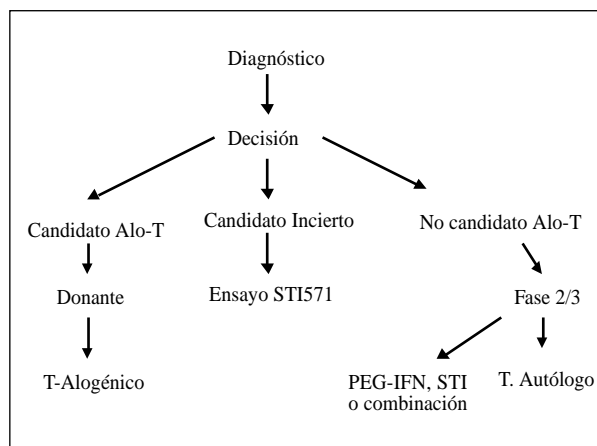 Diagnóstico
Decisión
Candidato Alo-T
Candidato Incierto
No candidato Alo-T
Donante
Ensayo STI571
Fase 2/3
T-Alogénico
PEG-IFN, STI
o combinación
T. Autólogo